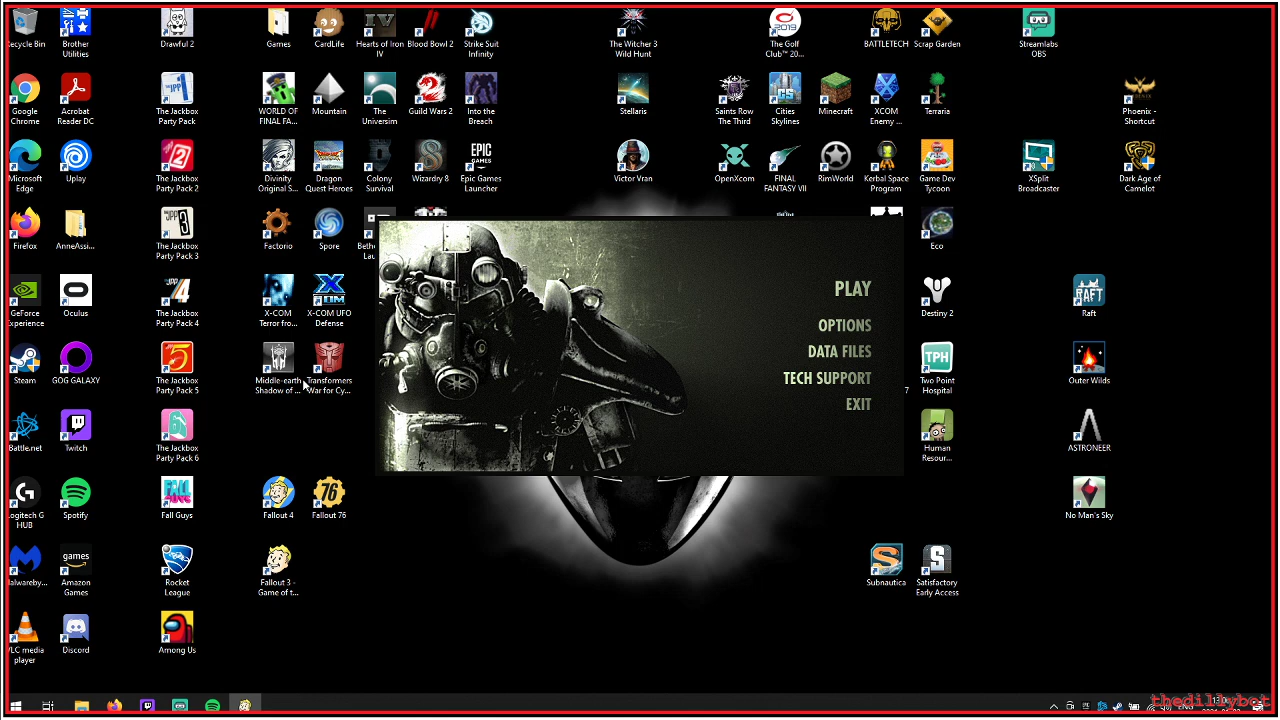 Recycle Bin
Brother
Utilities
Drawful 2
Games
CardLife
Hearts of Iron
IV
Blood Bowl 2
Strike Suit
Infinity
The Witcher 3
Wild Hunt
The Golf
Club™ 20...
BATTLETECH
Scrap Garden
Streamlabs
OBS
Google
Chrome
Acrobat
Reader DC
The Jackbox
Party Pack
WORLD OF
FINAL FA...
Mountain
The
Universim
Guild Wars 2
Into the
Breach
Stellaris
Saints Row
The Third
Cities
Skylines
Minecraft
XCOM
Enemy ...
Terraria
Phoenix -
Shortcut
Microsoft
Edge
Uplay
The Jackbox
Party Pack 2
Divinity
Original S...
Dragon
Quest Heroes
Colony
Survival
Wizardry 8
EPIC
GAMES
Epic Games
Launcher
Victor Vran
OpenXcom
FINAL
FANTASY VII
RimWorld
Kerbal Space
Program
Game Dev
Tycoon
XSplit
Broadcaster
Dark Age of
Camelot
Firefox
AnneAssi...
The Jackbox
Party Pack 3
Factorio
Spore
Eco
GeForce
Experience
Oculus
The Jackbox
Party Pack 4
X-COM
Terror fro...
X-COM UFO
Defense
Destiny 2
RAFT
Raft
Steam
GOG GALAXY
The Jackbox
Party Pack 5
Middle-earth
Shadow of ...
Transformers
War for Cy...
TPH
Two Point
Hospital
Outer Wilds
PLAY
OPTIONS
DATA FILES
TECH SUPPORT
EXIT
Battle.net
Twitch
The Jackbox
Party Pack 6
Human
Resour...
ASTRONEER
Logitech G
HUB
Spotify
Fall Guys
Fallout 4
76
Fallout 76
No Man's Sky
Malwareby...
amazon
games
Amazon
Games
Rocket
League
Fallout 3 -
Game of t...
Subnautica
Satisfactory
Early Access
VLC media
player
Discord
Among Us
thedillybot